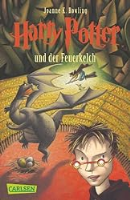 Joanne K. Rowling
Harry Potter
und der Feuerkelch
CARLSEN